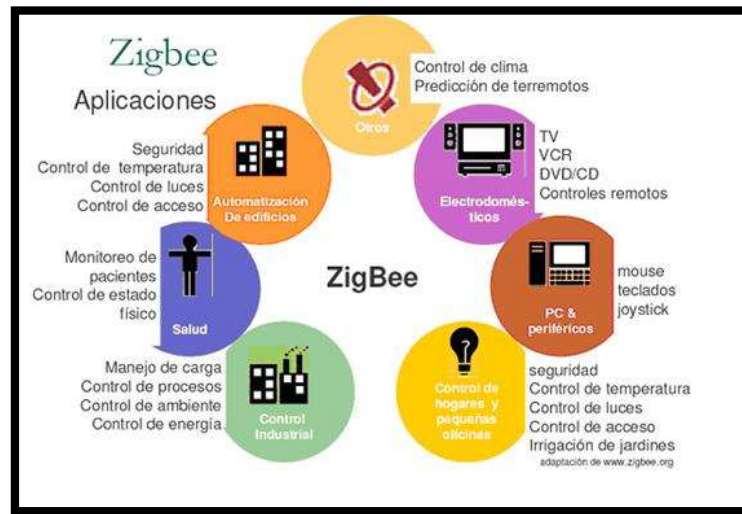 Zigbee
Aplicaciones
Control de clima
Predicción de terremotos
Otros
Seguridad
Control de temperatura
Control de luces
Control de acceso
Automatización
De edificios
TV
VCR
DVD/CD
Controles remotos
Electrodomés-
ticos
Monitoreo de
pacientes
Control de estado
físico
Salud
ZigBee
mouse
teclados
joystick
PC &
periféricos
Manejo de carga
Control de procesos
Control de ambiente
Control de energía
Control
Industrial
Control de
hogares y
pequeñas
oficinas
seguridad
Control de temperatura
Control de luces
Control de acceso
Irrigación de jardines
adaptación de www.zigbee.org